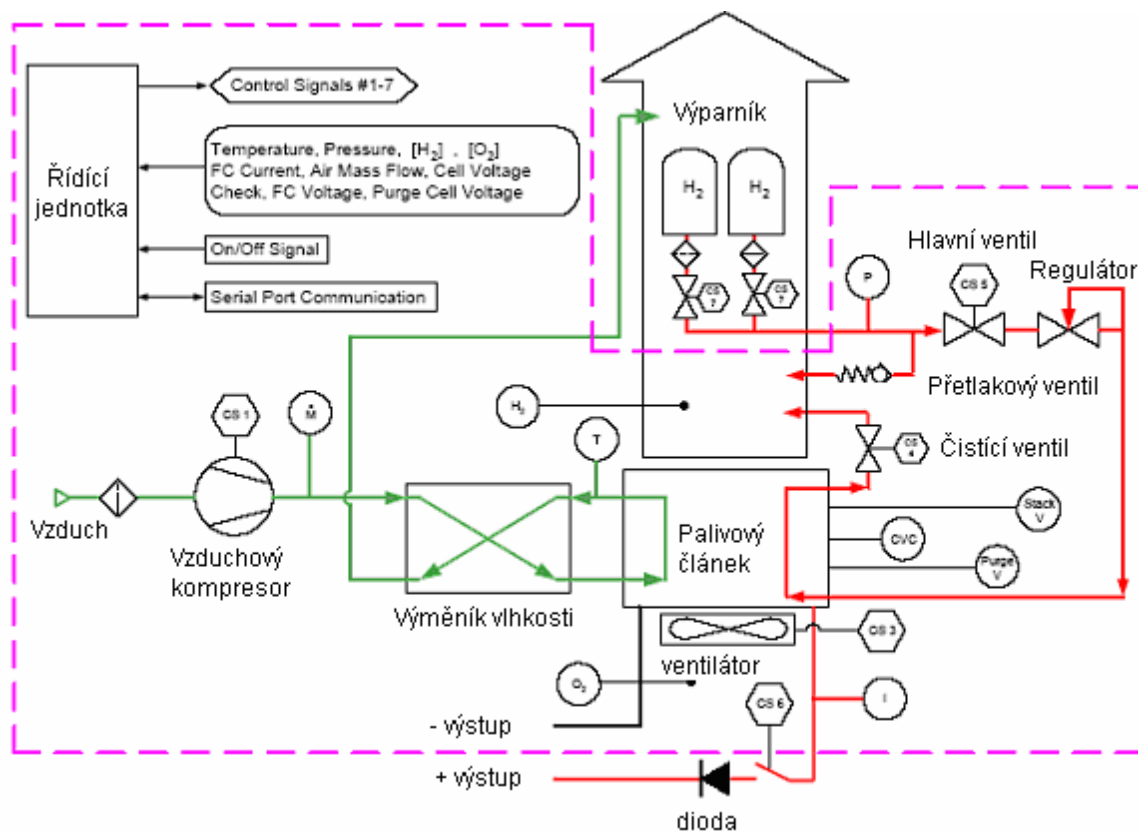 Control Signals #1-7
Řídící
jednotka
Temperature, Pressure, [H₂] , [O₂]
FC Current, Air Mass Flow, Cell Voltage
Check, FC Voltage, Purge Cell Voltage
On/Off Signal
Serial Port Communication
Výparník
H₂
H₂
CS 7
CS 7
P
Hlavní ventil
CS 5
Regulátor
Přetlakový ventil
H₂
CS 1
M
T
CS 4
Čistící ventil
Vzduch
Vzduchový
kompresor
Výměník vlhkosti
Palivový
článek
Stack
V
CVC
Purge
V
ventilátor
CS 3
O₂
CS 6
I
- výstup
+ výstup
dioda